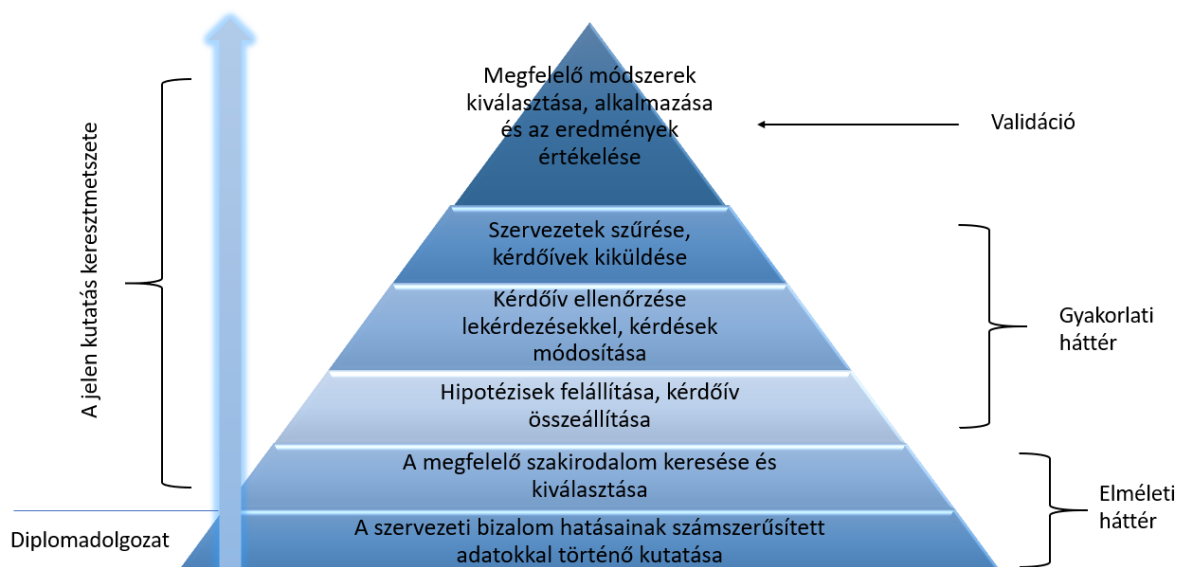 Megfelelő módszerek
kiválasztása, alkalmazása
és az eredmények
értékelése
Validáció
Szervezetek szűrése,
kérdőívek kiküldése
Kérdőív ellenőrzése
lekérdezésekkel, kérdések
módosítása
Gyakorlati
háttér
Hipotézisek felállítása, kérdőív
összeállítása
A megfelelő szakirodalom keresése és
kiválasztása
Elméleti
háttér
A szervezeti bizalom hatásainak számszerűsített
adatokkal történő kutatása
A jelen kutatás keresztmetszete
Diplomadolgozat